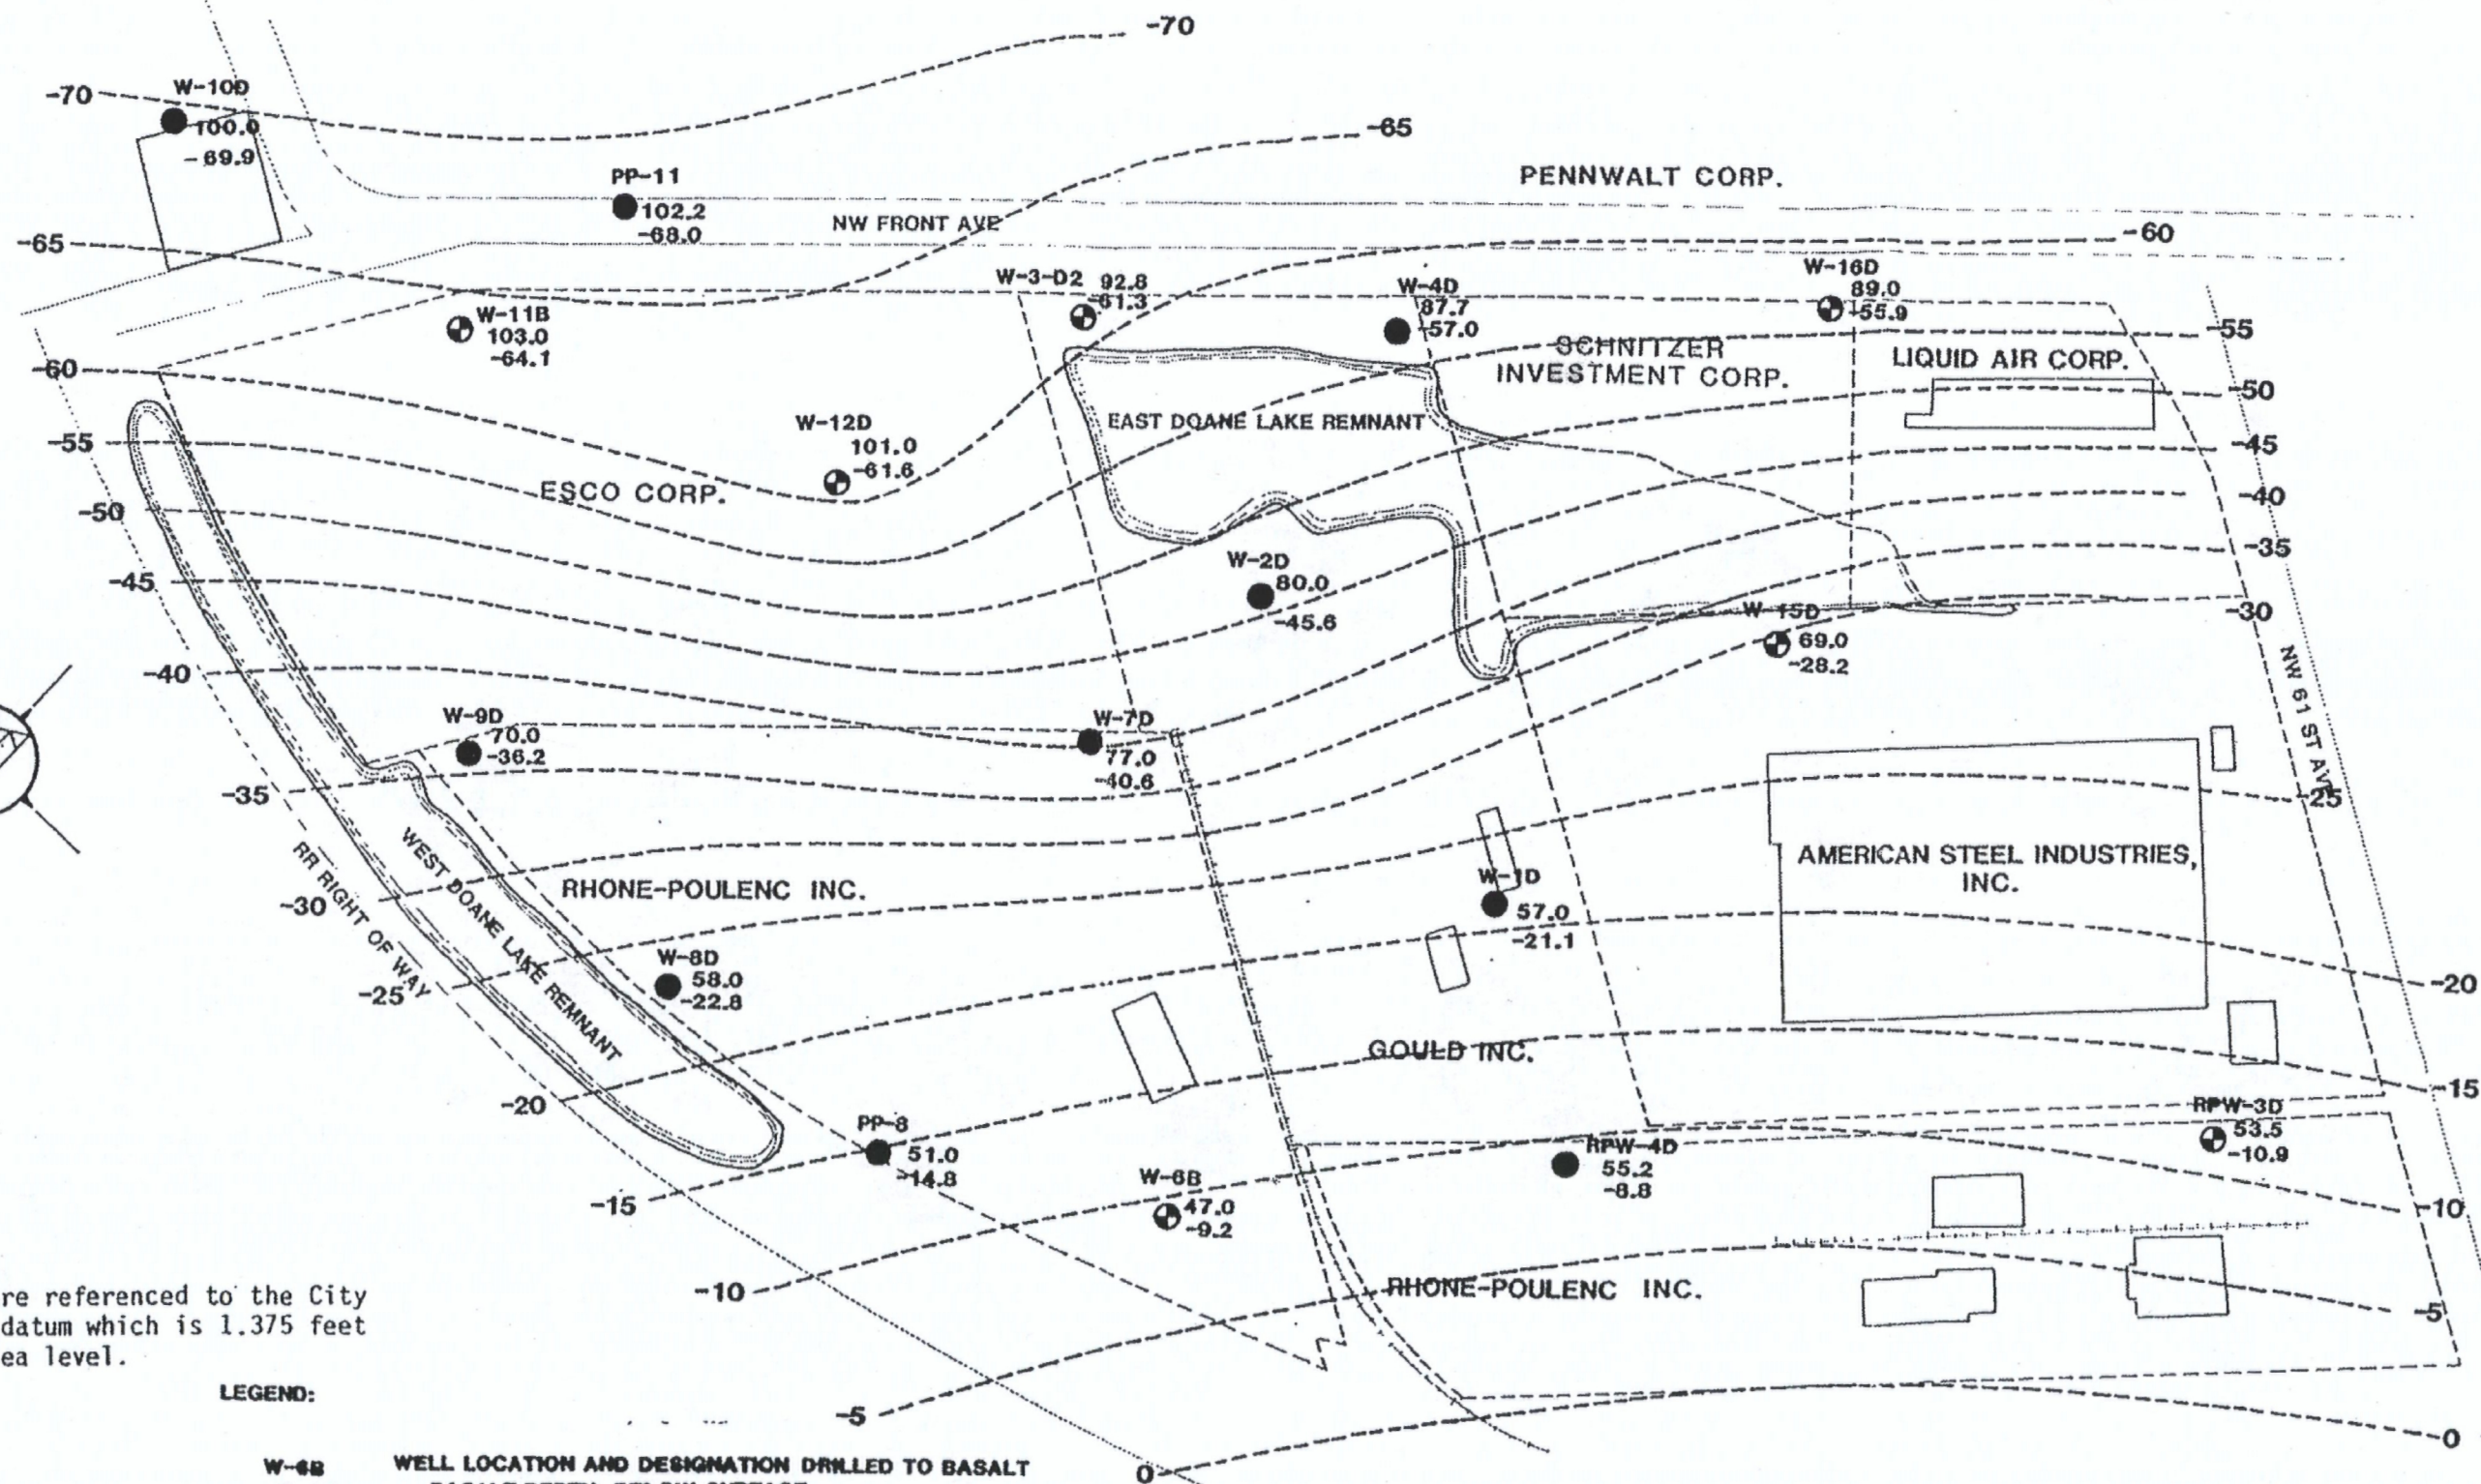 -70
-70
W-10D
100.0
-69.9
-65
PP-11
102.2
-68.0
NW FRONT AVE
PENNWALT CORP.
-65
-60
W-3-D2
92.8
-61.3
W-4D
87.7
-57.0
W-16D
89.0
-55.9
W-11B
103.0
-64.1
-55
SCHNITZER
INVESTMENT CORP.
LIQUID AIR CORP.
-60
-50
W-12D
101.0
-61.6
EAST DOANE LAKE REMNANT
-55
-45
ESCO CORP.
-50
-40
-35
W-2D
80.0
-45.6
-45
W-15D
69.0
-28.2
-30
-40
NW 61 ST AVE
W-9D
70.0
-36.2
W-7D
77.0
-40.6
-35
-25
WEST DOANE LAKE REMNANT
RR RIGHT OF WAY
RHONE-POULENC INC.
AMERICAN STEEL INDUSTRIES,
INC.
W-1D
57.0
-21.1
-30
W-8D
58.0
-22.8
-25
-20
GOULD INC.
-20
-15
PP-8
51.0
-14.8
RPW-3D
53.5
-10.9
RPW-4D
55.2
-8.8
W-6B
47.0
-9.2
-15
-10
-10
RHONE-POULENC INC.
-5
re referenced to the City
datum which is 1.375 feet
ea level.
LEGEND:
-5
0
0
W-6B
WELL LOCATION AND DESIGNATION DRILLED TO BASALT